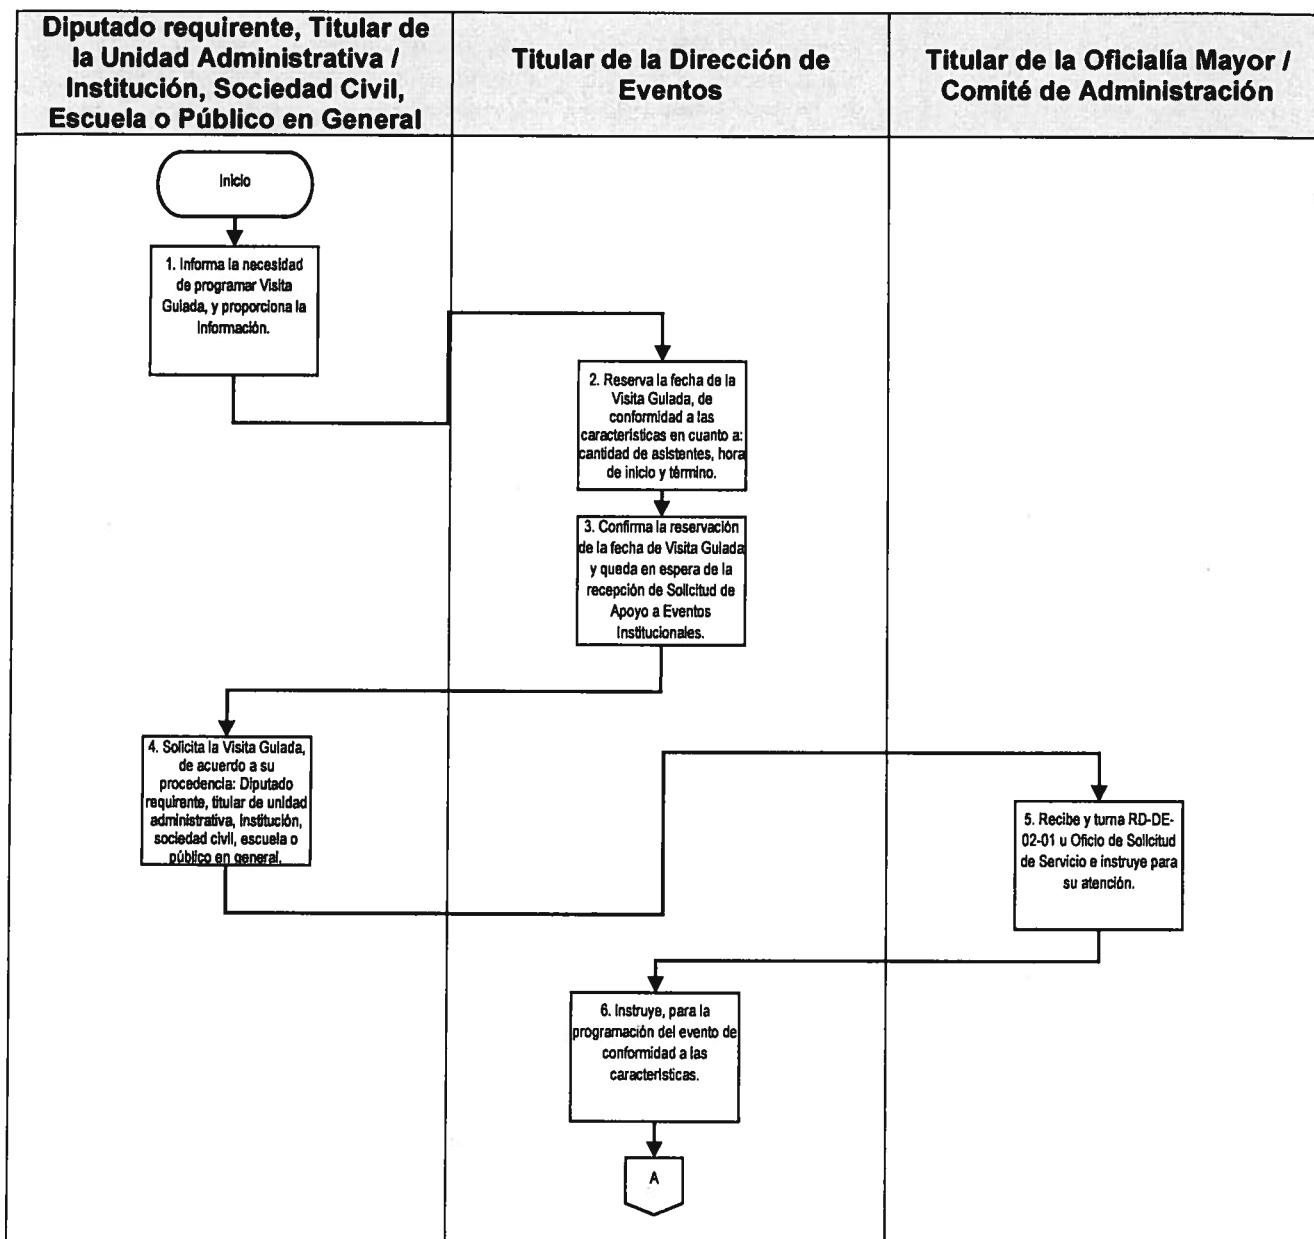 Diputado requirente, Titular de
la Unidad Administrativa /
Institución, Sociedad Civil,
Escuela o Público en General
Titular de la Dirección de
Eventos
Titular de la Oficialía Mayor /
Comité de Administración
Inicio
1. Informa la necesidad
de programar Visita
Guiada, y proporciona la
Información.
2. Reserva la fecha de la
Visita Guiada, de
conformidad a las
características en cuanto a:
cantidad de asistentes, hora
de inicio y término.
3. Confirma la reservación
de la fecha de Visita Guiada
y queda en espera de la
recepción de Solicitud de
Apoyo a Eventos
Institucionales.
4. Solicita la Visita Guiada,
de acuerdo a su
procedencia: Diputado
requirente, titular de unidad
administrativa, institución,
sociedad civil, escuela o
público en general.
5. Recibe y turna RD-DE-
02-01 u Oficio de Solicitud
de Servicio e instruye para
su atención.
6. Instruye, para la
programación del evento de
conformidad a las
características.
A